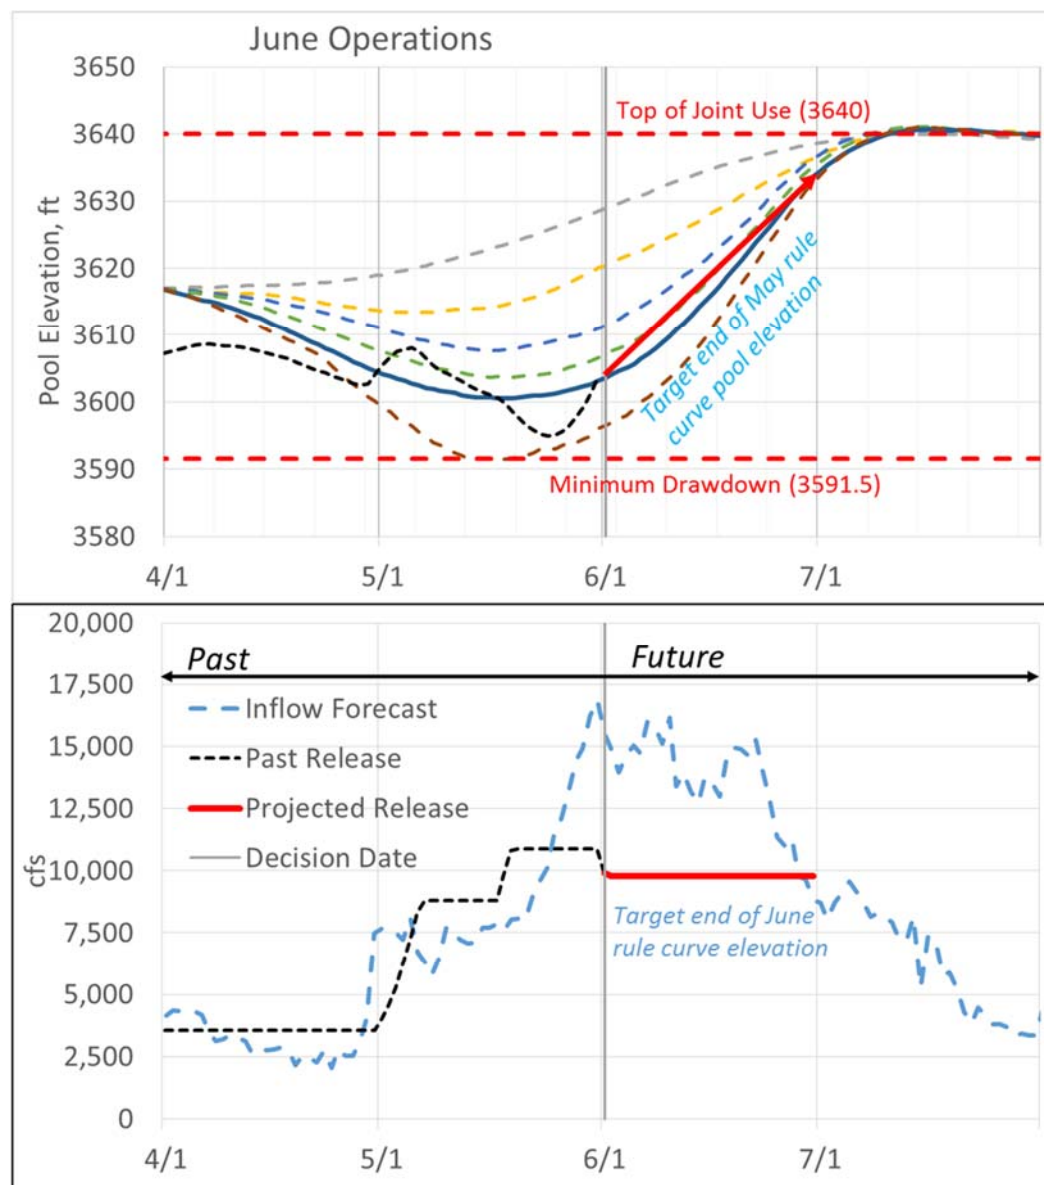 June Operations
Pool Elevation, ft
3650
3640
3630
3620
3610
3600
3590
3580
Top of Joint Use (3640)
Target end of May rule
curve pool elevation
Minimum Drawdown (3591.5)
4/1
5/1
6/1
7/1
cfs
20,000
17,500
15,000
12,500
10,000
7,500
5,000
2,500
0
Past
Future
Inflow Forecast
Past Release
Projected Release
Decision Date
Target end of June
rule curve elevation
4/1
5/1
6/1
7/1